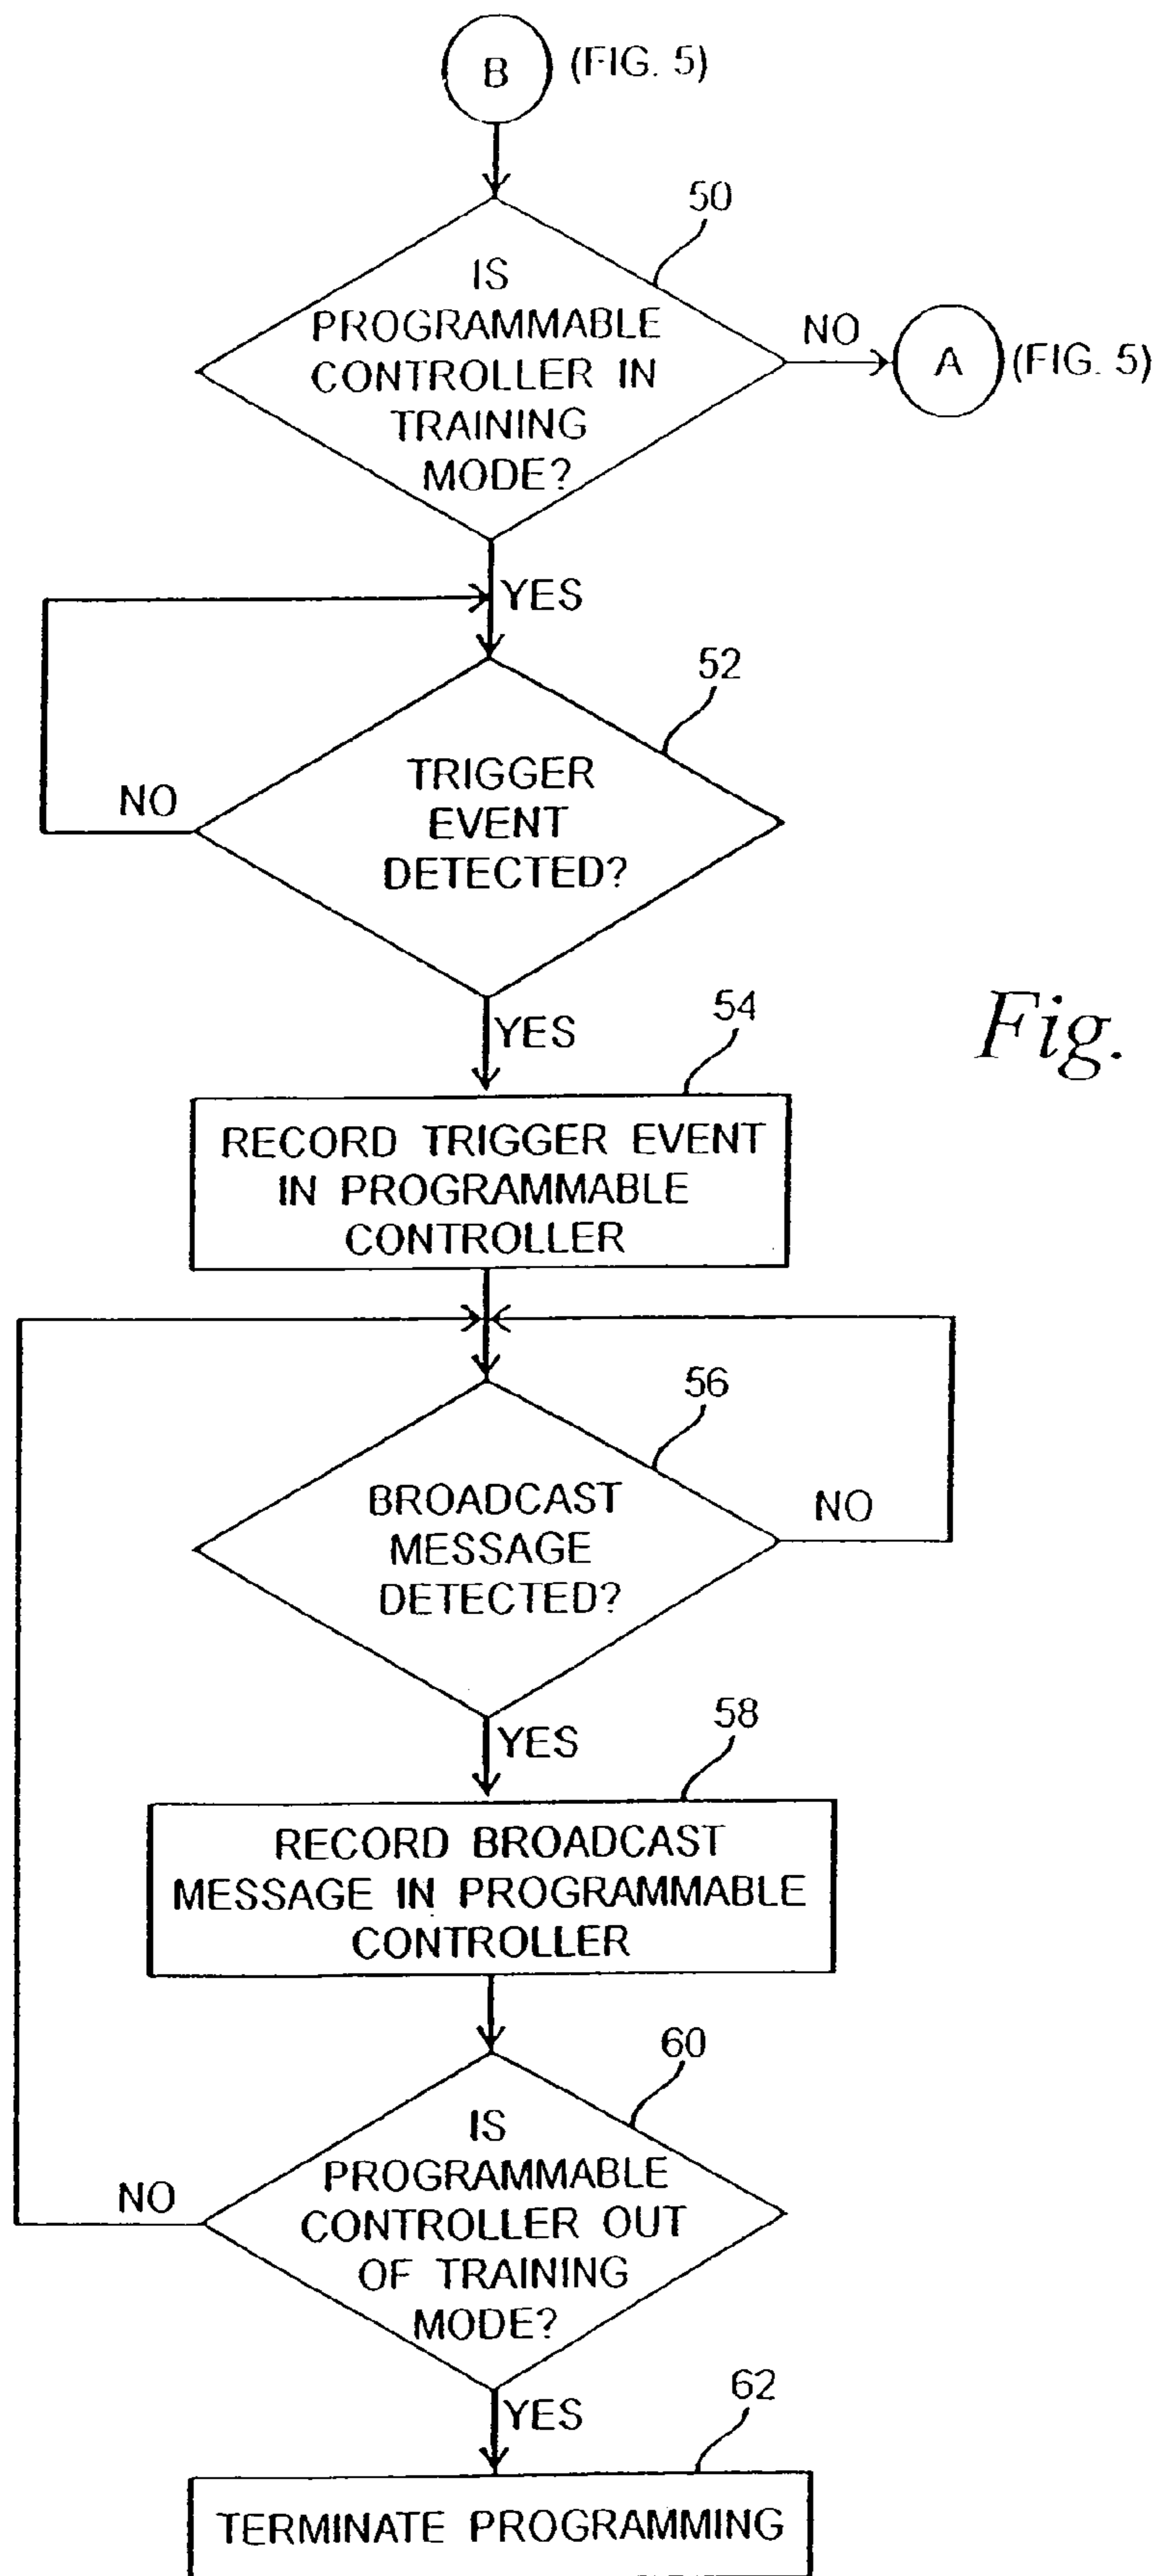 B (FIG. 5)
50
IS
PROGRAMMABLE
CONTROLLER IN
TRAINING
MODE?
NO
A (FIG. 5)
YES
52
TRIGGER
EVENT
DETECTED?
NO
YES
54
Fig.
RECORD TRIGGER EVENT
IN PROGRAMMABLE
CONTROLLER
56
BROADCAST
MESSAGE
DETECTED?
NO
YES
58
RECORD BROADCAST
MESSAGE IN PROGRAMMABLE
CONTROLLER
60
IS
PROGRAMMABLE
CONTROLLER OUT
OF TRAINING
MODE?
NO
YES
62
TERMINATE PROGRAMMING